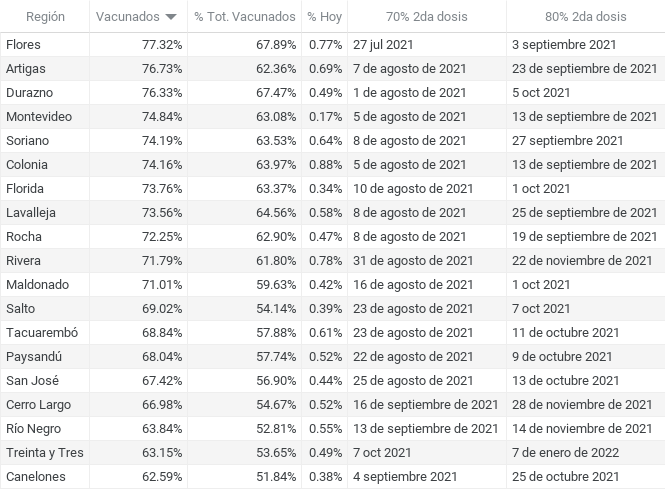 Región Vacunados % Tot. Vacunados % Hoy 70% 2da dosis 80% 2da dosis
Flores 77.32% 67.89% 0.77% 27 jul 2021 3 septiembre 2021
Artigas 76.73% 62.36% 0.69% 7 de agosto de 2021 23 de septiembre de 2021
Durazno 76.33% 67.47% 0.49% 1 de agosto de 2021 5 oct 2021
Montevideo 74.84% 63.08% 0.17% 5 de agosto de 2021 13 de septiembre de 2021
Soriano 74.19% 63.53% 0.64% 8 de agosto de 2021 27 septiembre 2021
Colonia 74.16% 63.97% 0.88% 5 de agosto de 2021 13 de septiembre de 2021
Florida 73.76% 63.37% 0.34% 10 de agosto de 2021 1 oct 2021
Lavalleja 73.56% 64.56% 0.58% 8 de agosto de 2021 25 de septiembre de 2021
Rocha 72.25% 62.90% 0.47% 8 de agosto de 2021 19 de septiembre de 2021
Rivera 71.79% 61.80% 0.78% 31 de agosto de 2021 22 de noviembre de 2021
Maldonado 71.01% 59.63% 0.42% 16 de agosto de 2021 1 oct 2021
Salto 69.02% 54.14% 0.39% 23 de agosto de 2021 7 oct 2021
Tacuarembó 68.84% 57.88% 0.61% 23 de agosto de 2021 11 de octubre 2021
Paysandú 68.04% 57.74% 0.52% 22 de agosto de 2021 9 de octubre 2021
San José 67.42% 56.90% 0.44% 25 de agosto de 2021 13 de octubre 2021
Cerro Largo 66.98% 54.67% 0.52% 16 de septiembre de 2021 28 de noviembre de 2021
Río Negro 63.84% 52.81% 0.55% 13 de septiembre de 2021 14 de noviembre de 2021
Treinta y Tres 63.15% 53.65% 0.49% 7 oct 2021 7 de enero de 2022
Canelones 62.59% 51.84% 0.38% 4 septiembre 2021 25 de octubre 2021